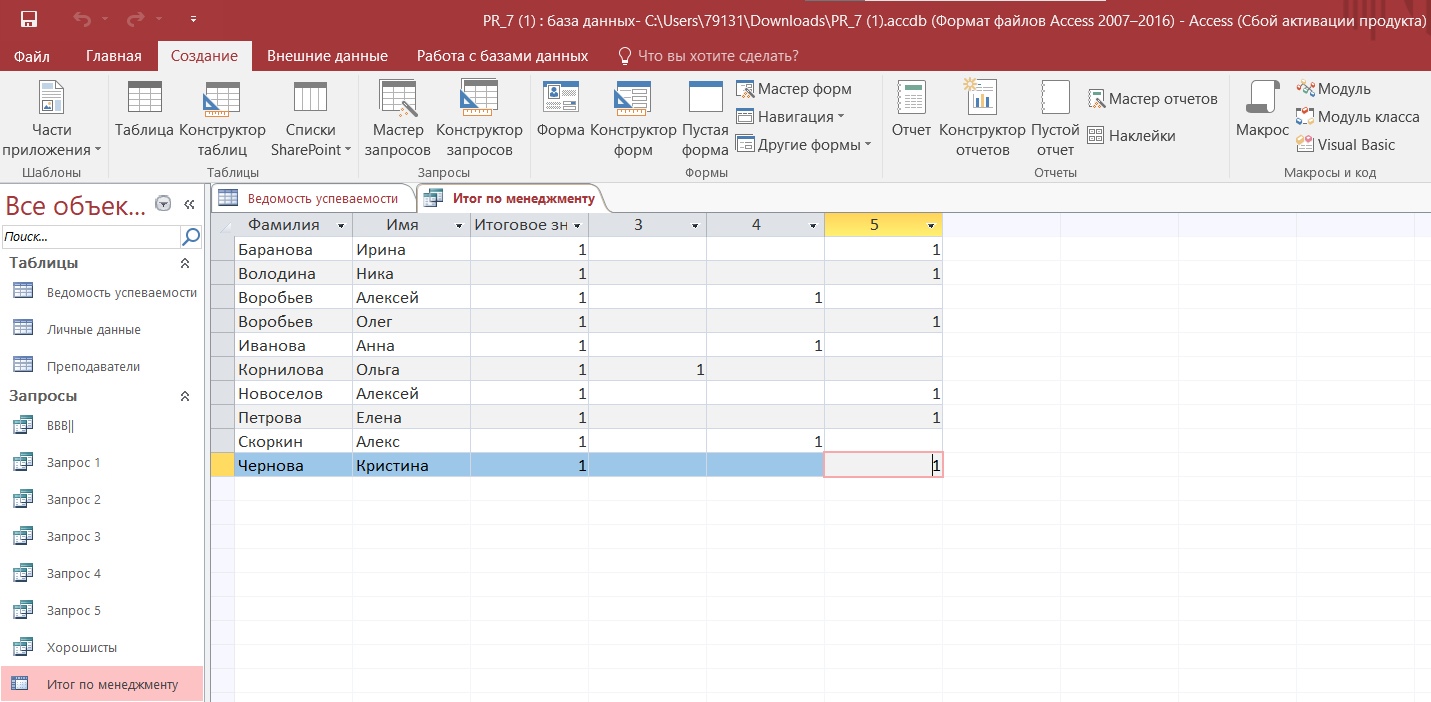 PR_7 (1) : база данных- C:\Users\79131\Downloads\PR_7 (1).accdb (Формат файлов Access 2007–2016) - Access (Сбой активации продукта)
Файл Главная Создание Внешние данные Работа с базами данных Что вы хотите сделать?
Части приложения
Шаблоны
Таблица
Конструктор таблиц
Списки SharePoint
Таблицы
Мастер запросов
Конструктор запросов
Запросы
Форма
Конструктор форм
Пустая форма
Мастер форм
Навигация
Другие формы
Формы
Отчет
Конструктор отчетов
Пустой отчет
Мастер отчетов
Наклейки
Отчеты
Макрос
Модуль
Модуль класса
Visual Basic
Макросы и код
Все объек...
Поиск...
Таблицы
Ведомость успеваемости
Личные данные
Преподаватели
Запросы
ВВВ||
Запрос 1
Запрос 2
Запрос 3
Запрос 4
Запрос 5
Хорошисты
Итог по менеджменту
Ведомость успеваемости Итог по менеджменту
Фамилия Имя Итоговое зн 3 4 5
Баранова Ирина 1 1
Володина Ника 1 1
Воробьев Алексей 1 1
Воробьев Олег 1 1
Иванова Анна 1 1
Корнилова Ольга 1 1
Новоселов Алексей 1 1
Петрова Елена 1 1
Скоркин Алекс 1 1
Чернова Кристина 1 1